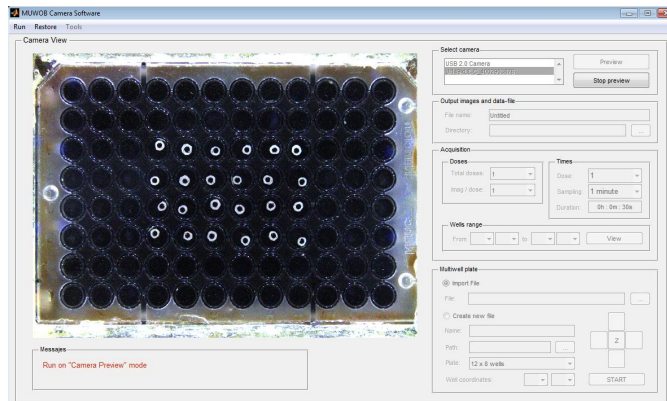 MUWOB Camera Software
Run Restore Tools
Camera View
Select camera
USB 2.0 Camera
Preview
Stop preview
Output images and data-file
File name: Untitled
Directory: ...
Acquisition
Doses
Total doses: 1
Imag / dose: 1
Times
Dose: 1
Sampling: 1 minute
Duration: 0h : 0m : 30s
Wells range
From to View
Multiwell plate
Import File
File: ...
Create new file
Name:
Path: ...
Plate: 12 x 8 wells
Well coordinates:
Z
START
Messajes
Run on "Camera Preview" mode